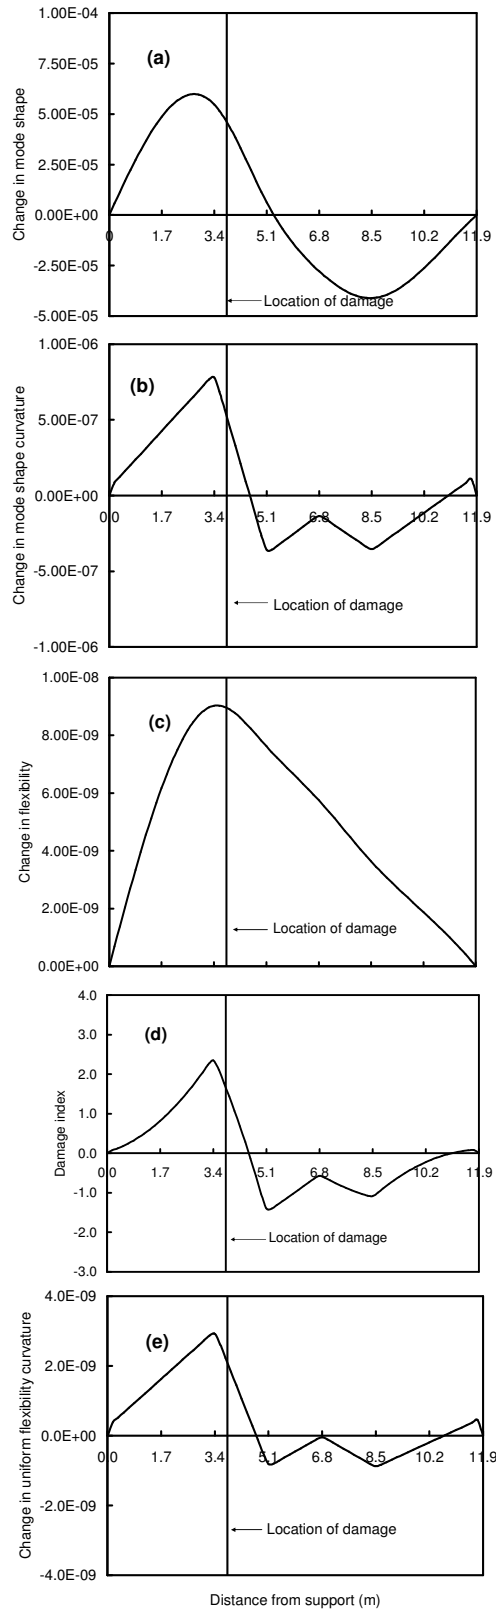 1.00E-04
7.50E-05
(a)
5.00E-05
2.50E-05
0.00E+00
0 1.7 3.4 5.1 6.8 8.5 10.2 11.9
-2.50E-05
Location of damage
-5.00E-05
Change in mode shape
1.00E-06
(b)
5.00E-07
0.00E+00
0.0 1.7 3.4 5.1 6.8 8.5 10.2 11.9
-5.00E-07
Location of damage
-1.00E-06
Change in mode shape curvature
1.00E-08
(c)
8.00E-09
6.00E-09
4.00E-09
2.00E-09
Location of damage
0.00E+00
Change in flexibility
4.0
(d)
3.0
2.0
1.0
0.0
0.0 1.7 3.4 5.1 6.8 8.5 10.2 11.9
-1.0
-2.0
Location of damage
-3.0
Damage index
4.0E-09
(e)
2.0E-09
0.0E+00
0.0 1.7 3.4 5.1 6.8 8.5 10.2 11.9
-2.0E-09
Location of damage
-4.0E-09
Change in uniform flexibility curvature
Distance from support (m)